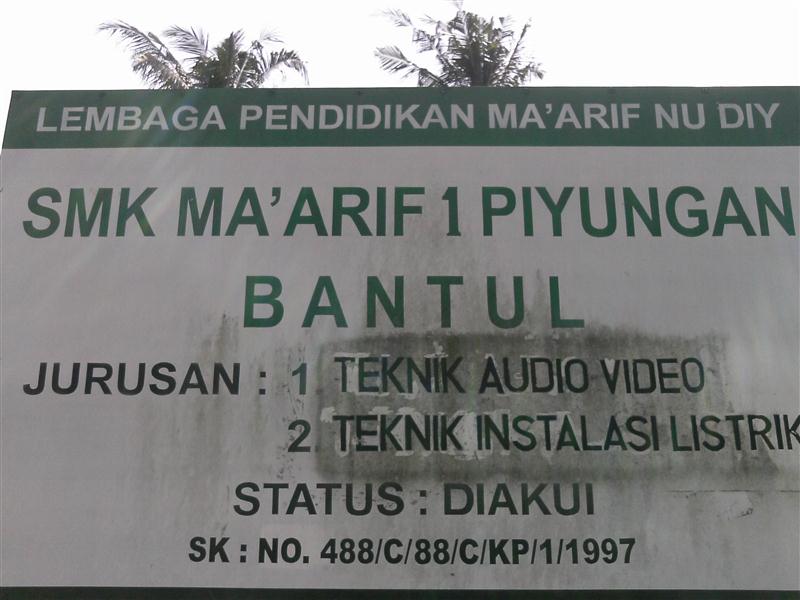 LEMBAGA PENDIDIKAN MA'ARIF NU DIY
SMK MA'ARIF 1 PIYUNGAN
BANTUL
JURUSAN : 1 TEKNIK AUDIO VIDEO
2 TEKNIK INSTALASI LISTRIK
STATUS : DIAKUI
SK : NO. 488/C/88/C/KP/1/1997